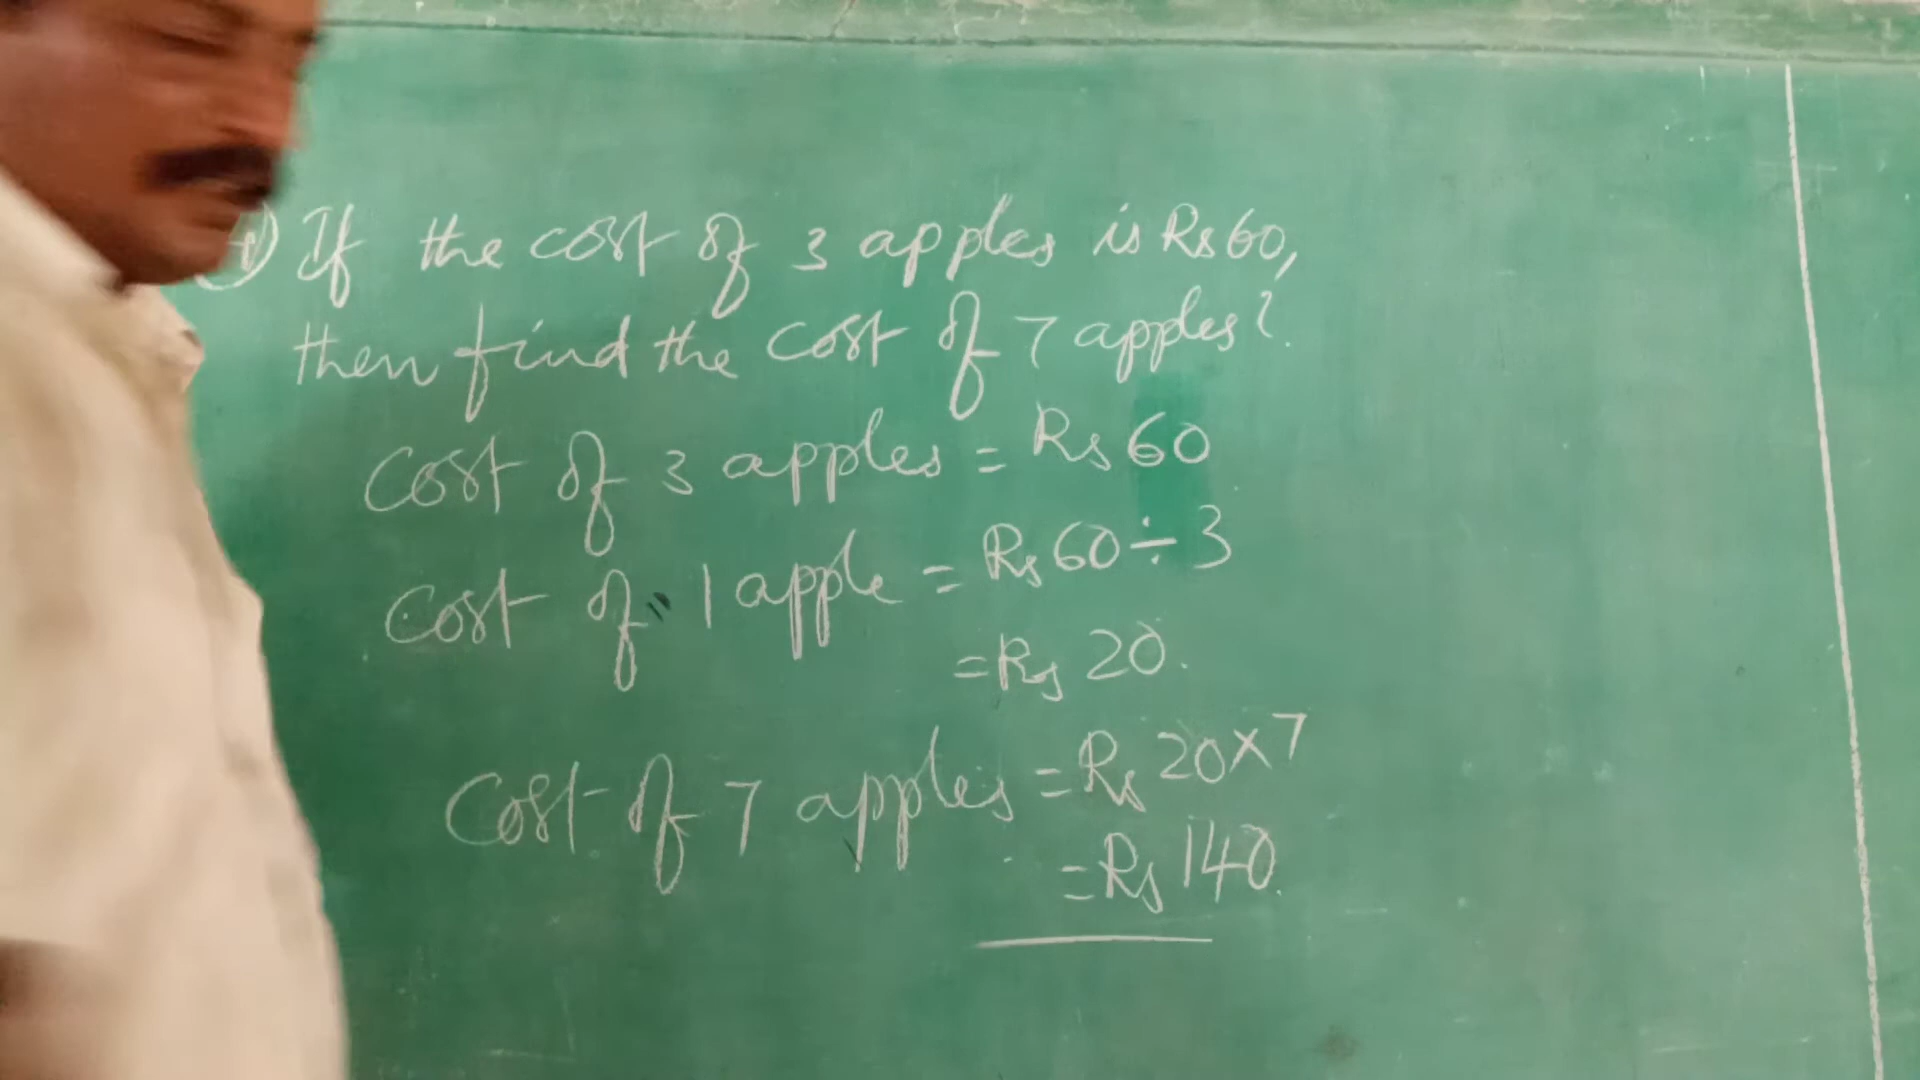 1) If the cost of 3 apples is Rs 60,
then find the cost of 7 apples?
Cost of 3 apples = Rs 60
Cost of 1 apple = Rs 60 ÷ 3
= Rs 20.
Cost of 7 apples = Rs 20 × 7
= Rs 140.